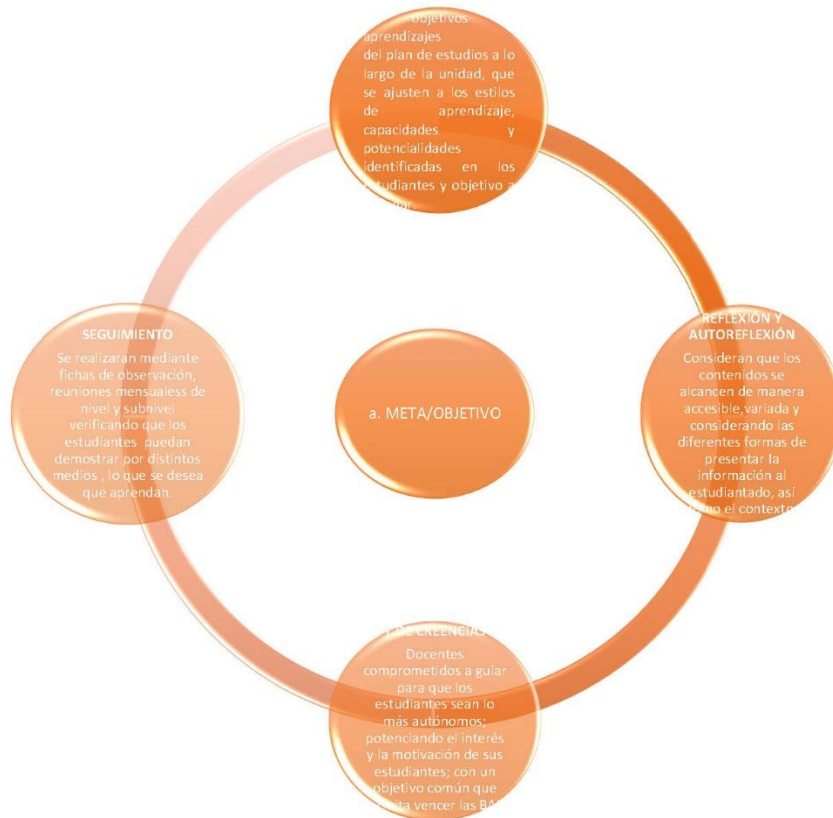 objetivos
aprendizajes
del plan de estudios a lo
largo de la unidad, que
se ajusten a los estilos
de aprendizaje,
capacidades y
potencialidades
identificadas en los
estudiantes y objetivo a
SEGUIMIENTO
Se realizaran mediante
fichas de observación,
reuniones mensualess de
nivel y subnivel
verificando que los
estudiantes puedan
demostrar por distintos
medios , lo que se desea
que aprendan.
a. META/OBJETIVO
REFLEXIÓN Y
AUTOREFLEXIÓN
Consideran que los
contenidos se
alcancen de manera
accesible,variada y
considerando las
diferentes formas de
presentar la
información al
estudiantado, así
como el contexto
Y DE CREENCIAS
Docentes
comprometidos a guiar
para que los
estudiantes sean lo
más autónomos;
potenciando el interés
y la motivación de sus
estudiantes; con un
objetivo común que
vencer las